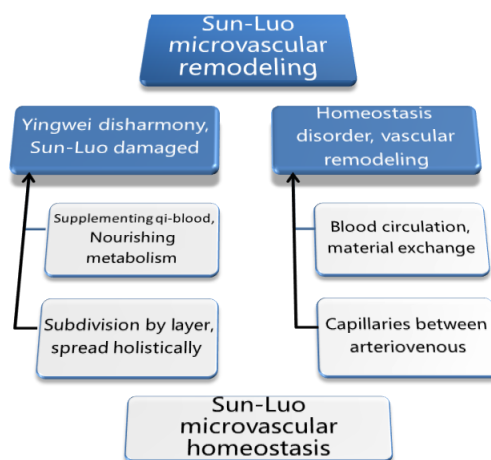 Sun-Luo
microvascular
remodeling
Yingwei disharmony,
Sun-Luo damaged
Homeostasis
disorder, vascular
remodeling
Supplementing qi-blood,
Nourishing
metabolism
Blood circulation,
material exchange
Subdivision by layer,
spread holistically
Capillaries between
arteriovenous
Sun-Luo
microvascular
homeostasis